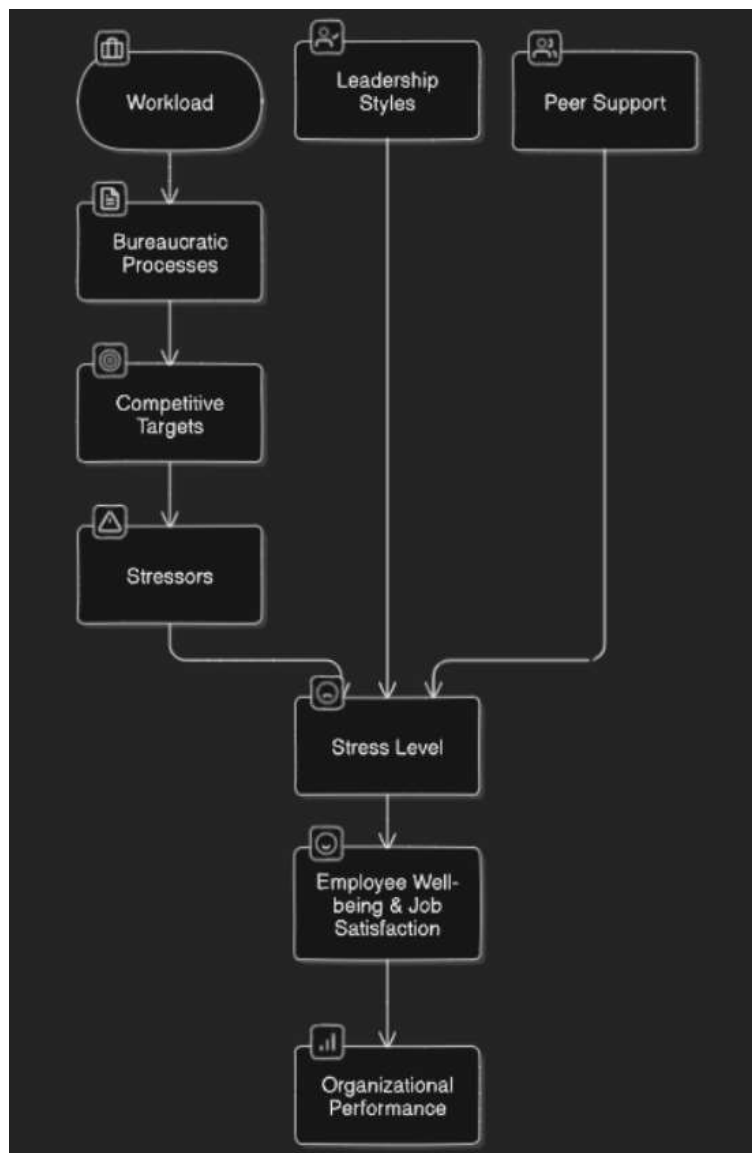 Workload
Leadership
Styles
Peer Support
Bureaucratic
Processes
Competitive
Targets
Stressors
Stress Level
Employee Well-
being & Job
Satisfaction
Organizational
Performance